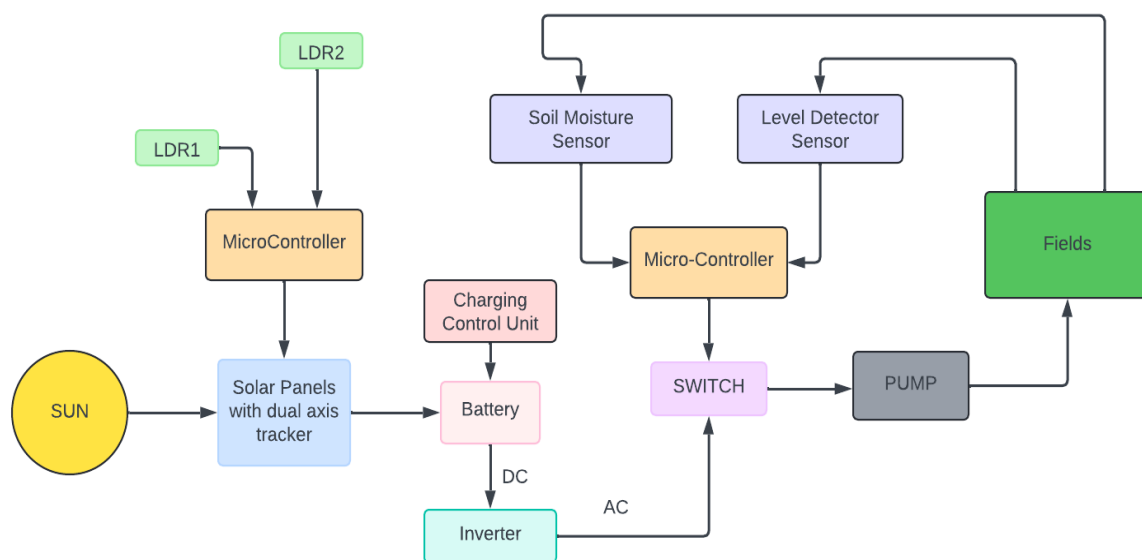 LDR2
LDR1
MicroController
Soil Moisture
Sensor
Level Detector
Sensor
Micro-Controller
Fields
Charging
Control Unit
SUN
Solar Panels
with dual axis
tracker
Battery
SWITCH
PUMP
DC
AC
Inverter